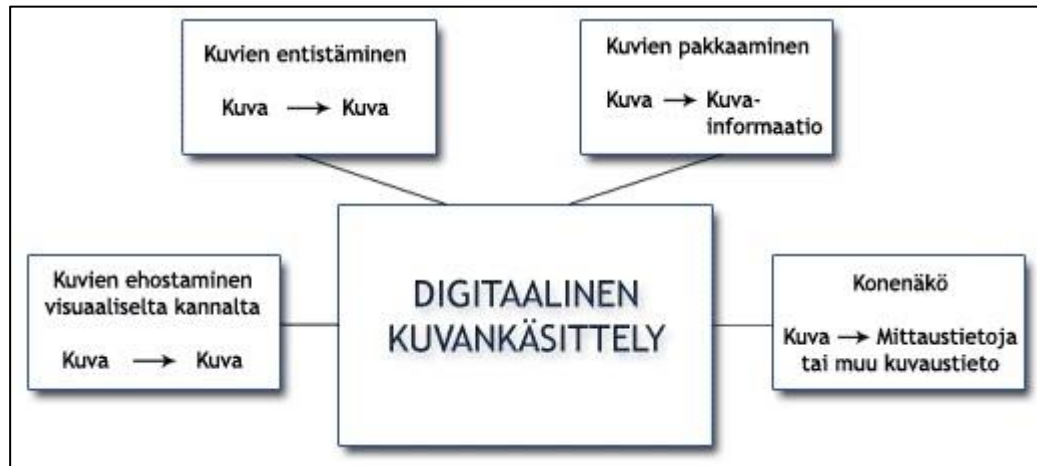 Kuvien entistäminen
Kuva → Kuva
Kuvien pakkaaminen
Kuva → Kuva-
informaatio
Kuvien ehostaminen
visuaaliselta kannalta
Kuva → Kuva
DIGITAALINEN
KUVANKÄSITTELY
Konenäkö
Kuva → Mittaustietoja
tai muu kuvaustieto